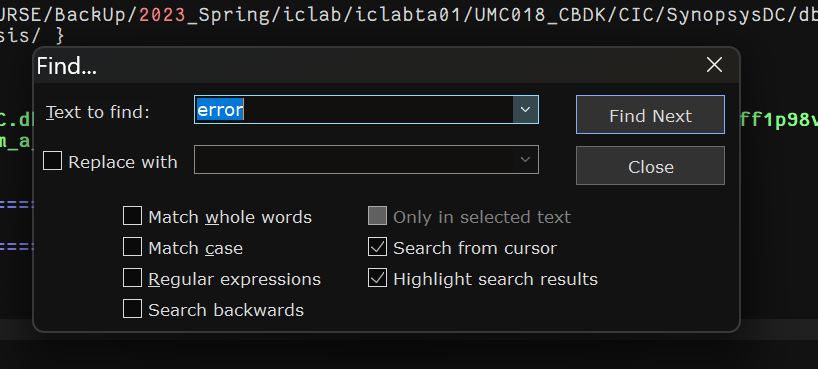 URSE/BackUp/2023_Spring/iclab/iclabta01/UMC018_CBDK/CIC/SynopsysDC/db
sis/ }
Find...
Text to find:
error
Find Next
C.d
ff1p98v
m_a
Replace with
Close
====
Match whole words
Only in selected text
====
Match case
Search from cursor
Regular expressions
Highlight search results
Search backwards